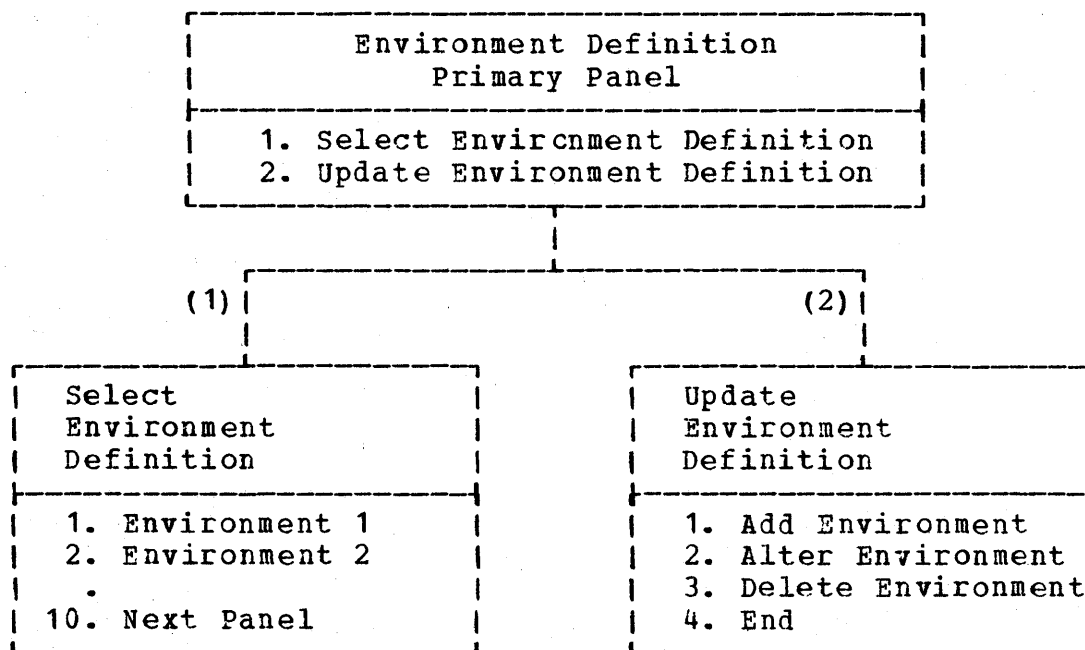 Environment Definition
Primary Panel
1. Select Envircnment Definition
2. Update Environment Definition
(1)
(2)
Select
Environment
Definition
1. Environment 1
2. Environment 2
.
10. Next Panel
Update
Environment
Definition
1. Add Environment
2. Alter Environment
3. Delete Environment
4. End